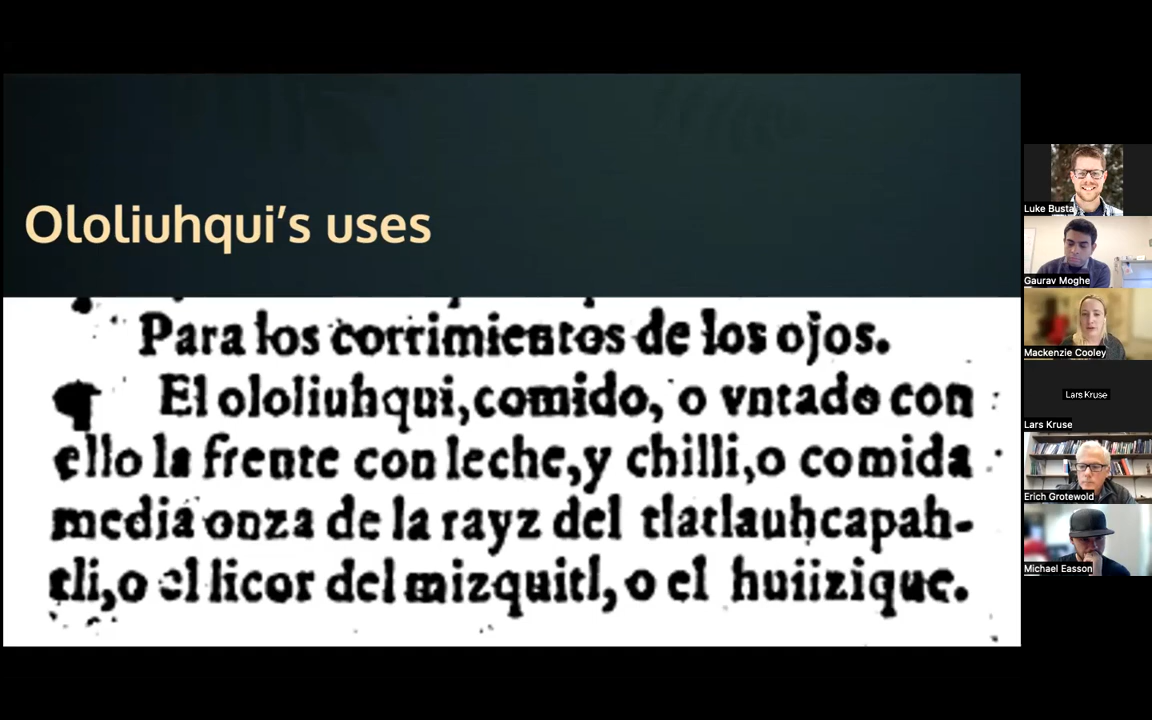 Ololiuhqui’s uses
Para los corrimientos de los ojos.
¶ El ololiuhqui, comido, o vntado con
ello la frente con leche, y chilli, o comida
media onza de la rayz del tlatlauhcapah-
tli, o el licor del mizquitl, o el huiizique.
Luke Busta
Gaurav Moghe
Mackenzie Cooley
Lars Kruse
Lars Kruse
Erich Grotewold
Michael Easson